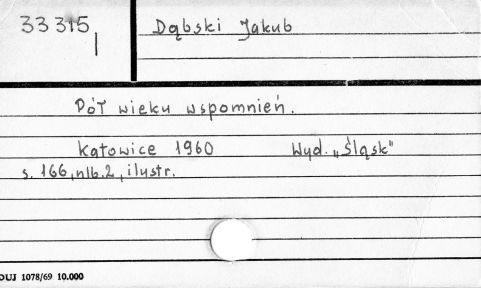 33315
I
Dąbski Jakub
Pół wieku wspomnień.
Katowice 1960 Wyd. „Śląsk"
s. 166, nlb. 2, ilustr.
DUJ 1078/69 10.000